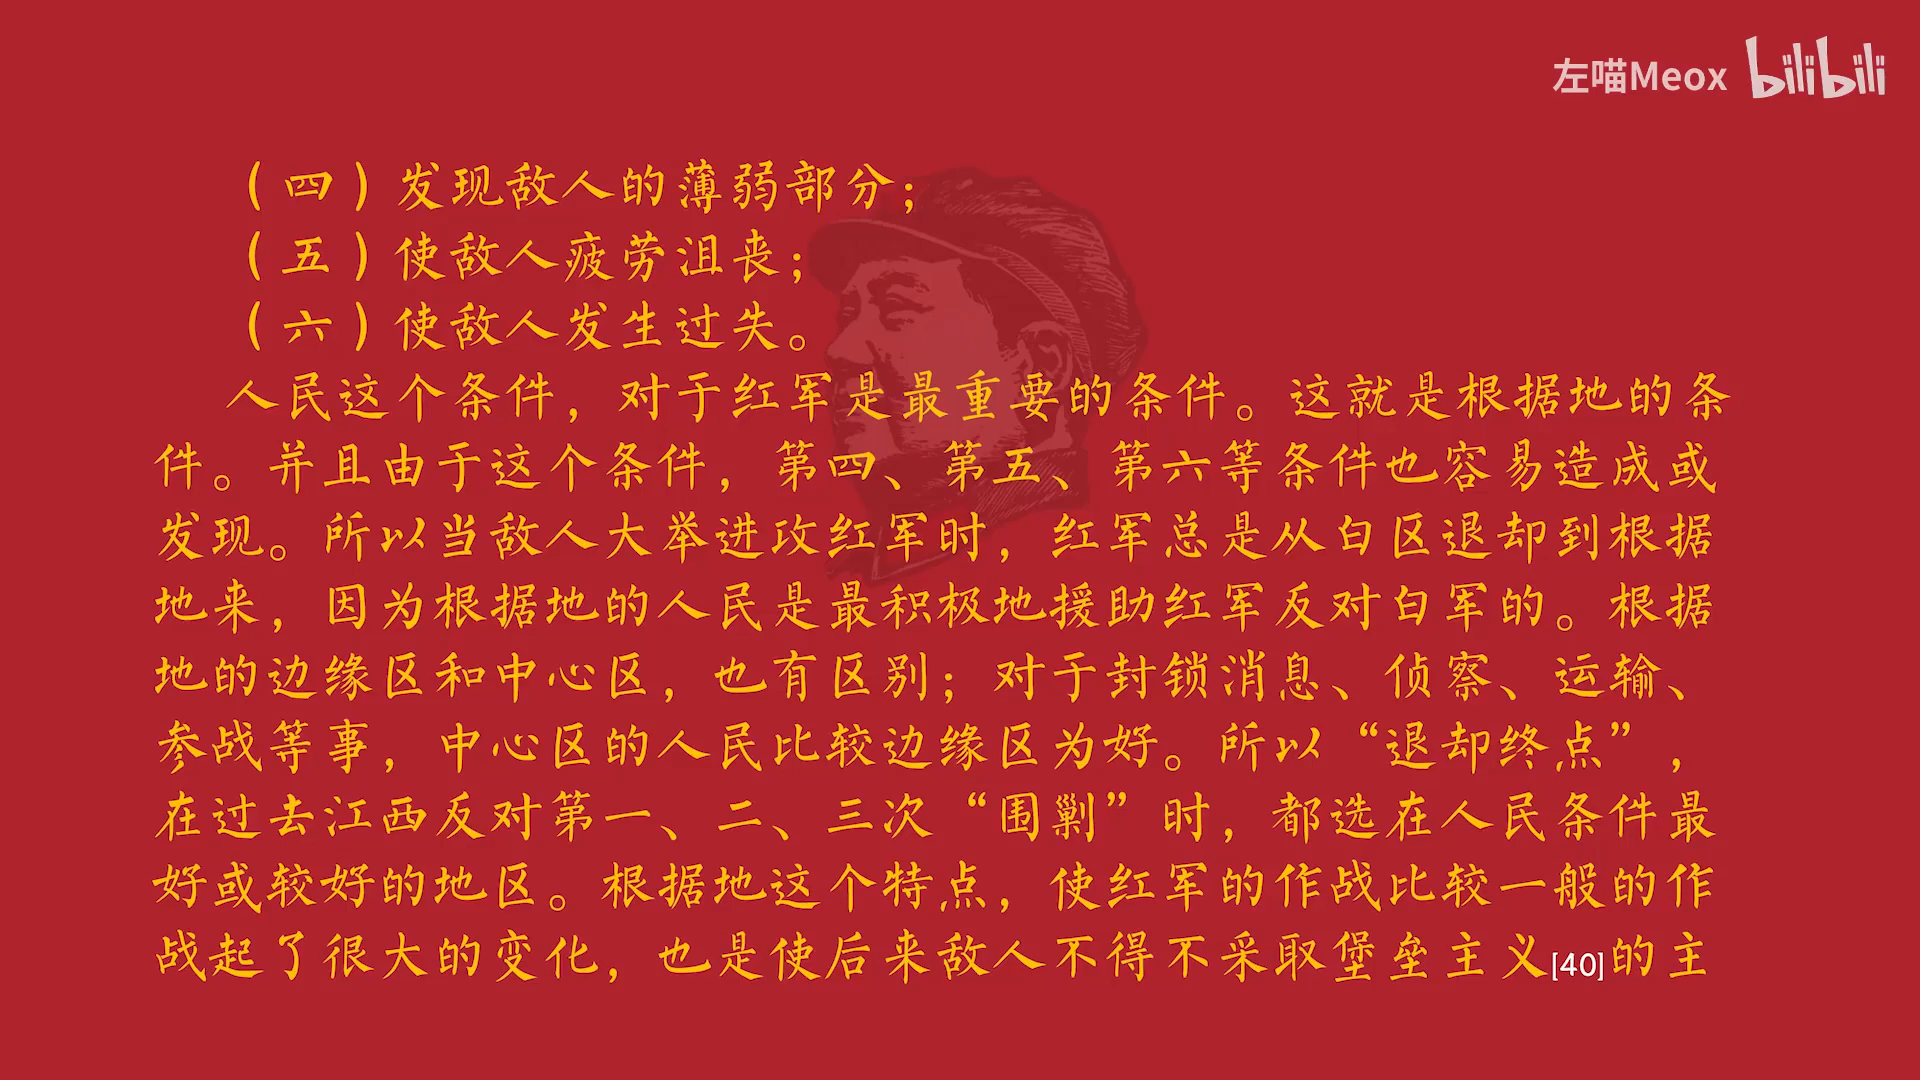 左喵Meox bilibili
（四）发现敌人的薄弱部分；
（五）使敌人疲劳沮丧；
（六）使敌人发生过失。
人民这个条件，对于红军是最重要的条件。这就是根据地的条
件。并且由于这个条件，第四、第五、第六等条件也容易造成或
发现。所以当敌人大举进攻红军时，红军总是从白区退却到根据
地来，因为根据地的人民是最积极地援助红军反对白军的。根据
地的边缘区和中心区，也有区别；对于封锁消息、侦察、运输、
参战等事，中心区的人民比较边缘区为好。所以“退却终点”，
在过去江西反对第一、二、三次“围剿”时，都选在人民条件最
好或较好的地区。根据地这个特点，使红军的作战比较一般的作
战起了很大的变化，也是使后来敌人不得不采取堡垒主义[40]的主